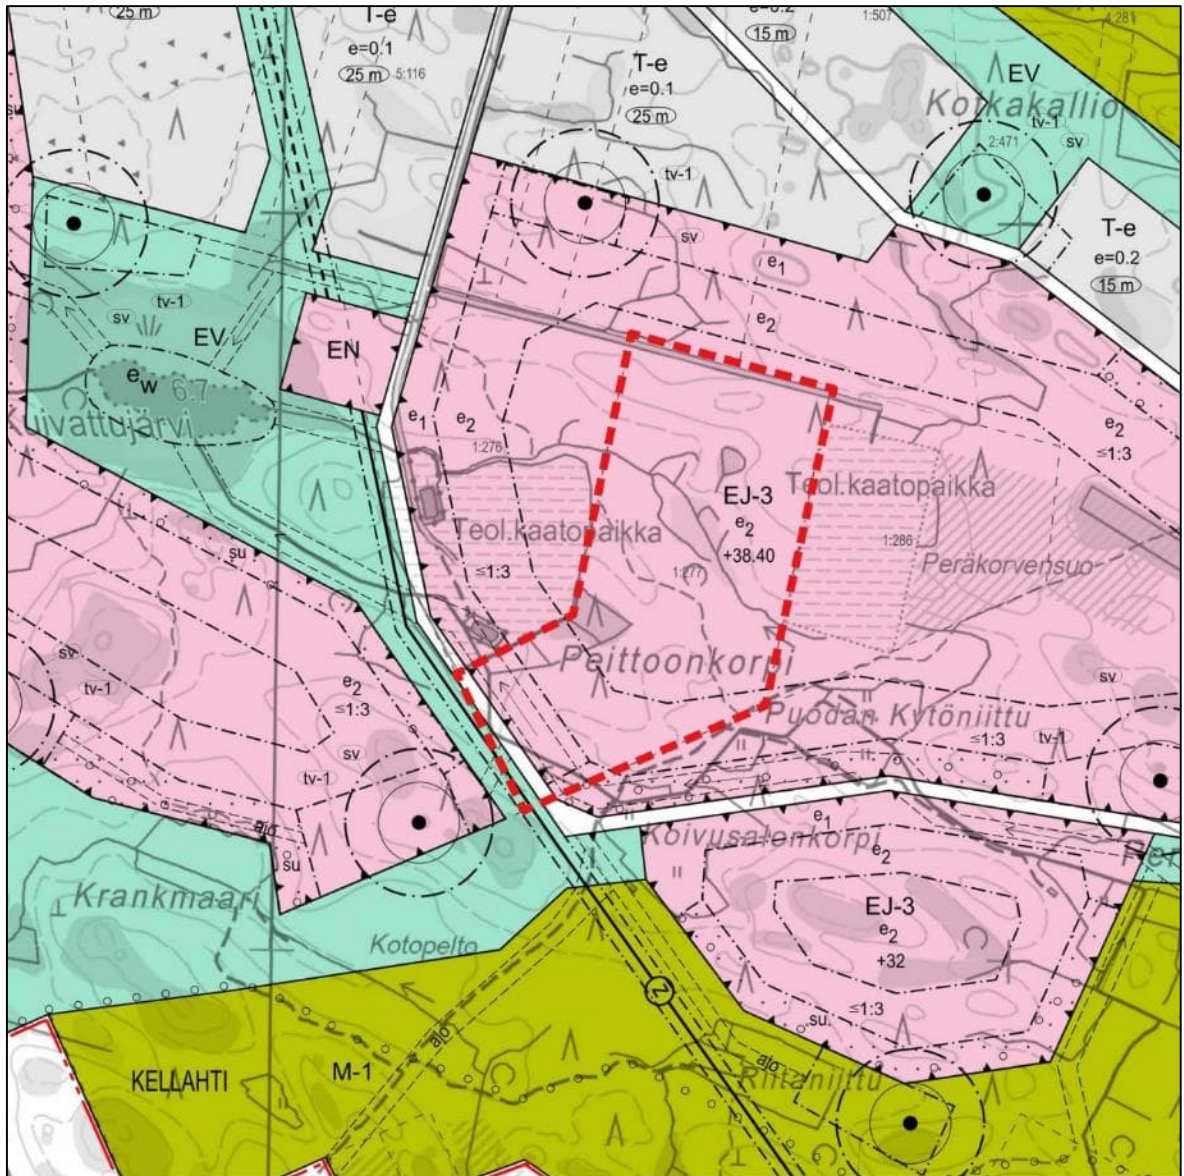 25 m
T-e
e=0.1
25 m
5:116
T-e
e=0.1
25 m
e=0.2
15 m
1:507
4:281
EV
Kotkakallio
tv-1
2:471
sv
T-e
e=0.2
15 m
su
tv-1
sv
e1
e2
tv-1
sv
EV
EN
ew
6.7
e1
e2
1:276
e2
≤1:3
Teol.kaatopaikka
EJ-3
e2
+38.40
Teol.kaatopaikka
1:286
Peräkorvensuo
≤1:3
1:277
su
Peittoonkorpi
sv
tv-1
e2
≤1:3
sv
tv-1
sv
Puodan Kytöniittu
≤1:3
tv-1
ajo
su
Koivusalonkorpi
e1
e2
Krankmaari
EJ-3
e2
+32
Kotopelto
Z
≤1:3
su
ajo
ajo
Riitaniittu
KELLAHTI
M-1